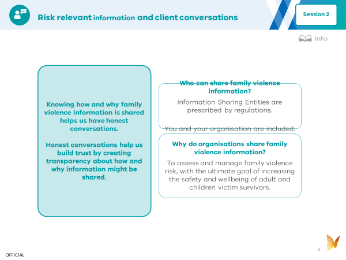 Risk relevant information and client conversations
Session 2
Info
Knowing how and why family
violence information is shared
helps us have honest
conversations.
Honest conversations help us
build trust by creating
transparency about how and
why information might be
shared.
Who can share family violence
information?
Information Sharing Entities are
prescribed by regulations.
You and your organisation are included.
Why do organisations share family
violence information?
To assess and manage family violence
risk, with the ultimate goal of increasing
the safety and wellbeing of adult and
children victim survivors.
OFFICIAL